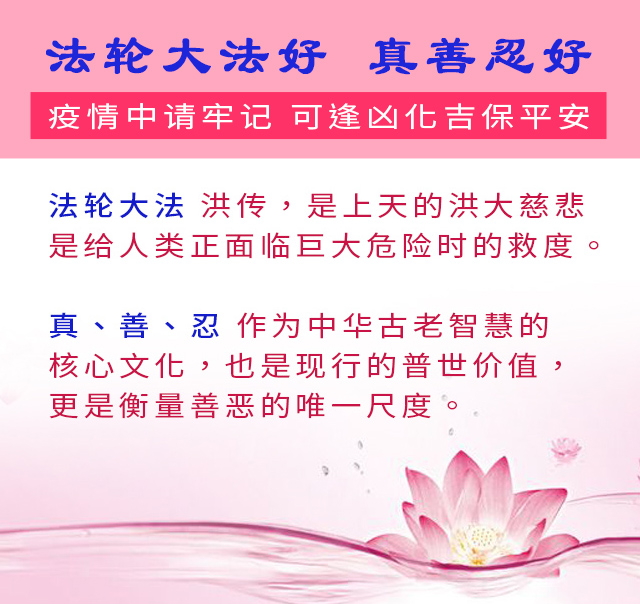 法轮大法好 真善忍好
疫情中请牢记 可逢凶化吉保平安
法轮大法 洪传，是上天的洪大慈悲
是给人类正面临巨大危险时的救度。
真、善、忍 作为中华古老智慧的
核心文化，也是现行的普世价值，
更是衡量善恶的唯一尺度。